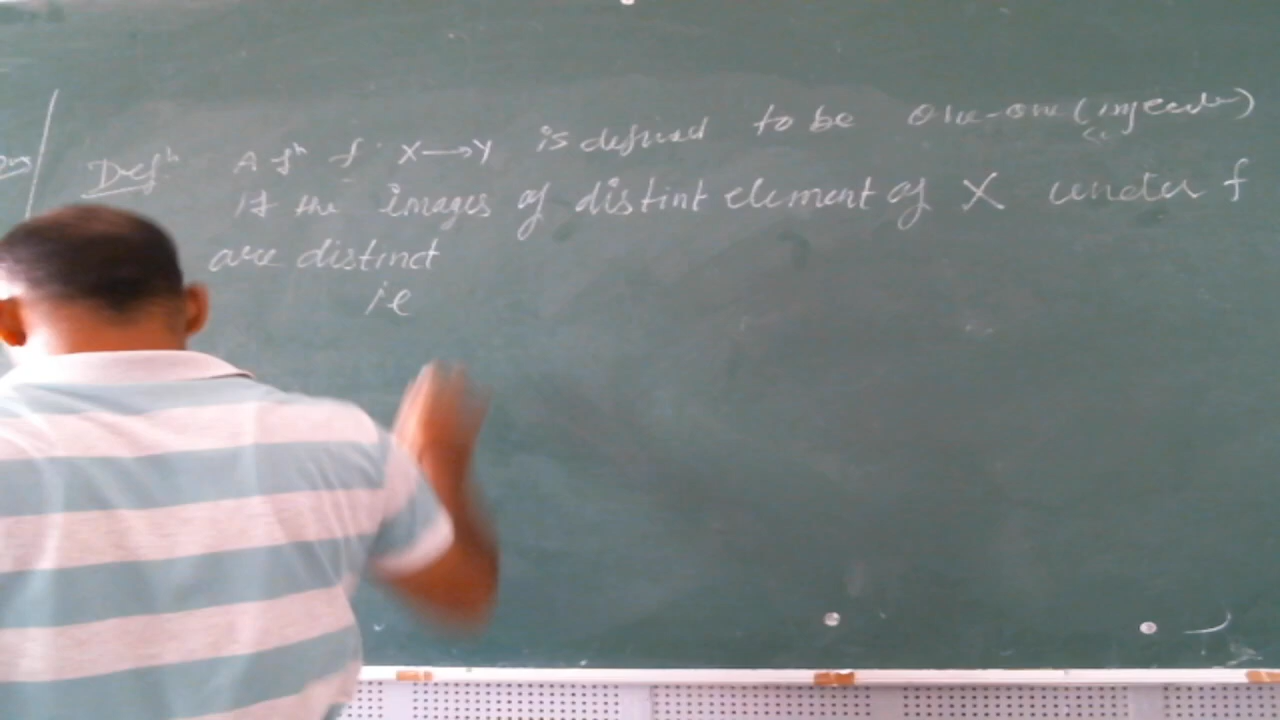 Defⁿ A fⁿ f: X→Y is defined to be one-one (injective)
if the images of distint element of X under f
are distinct
ie